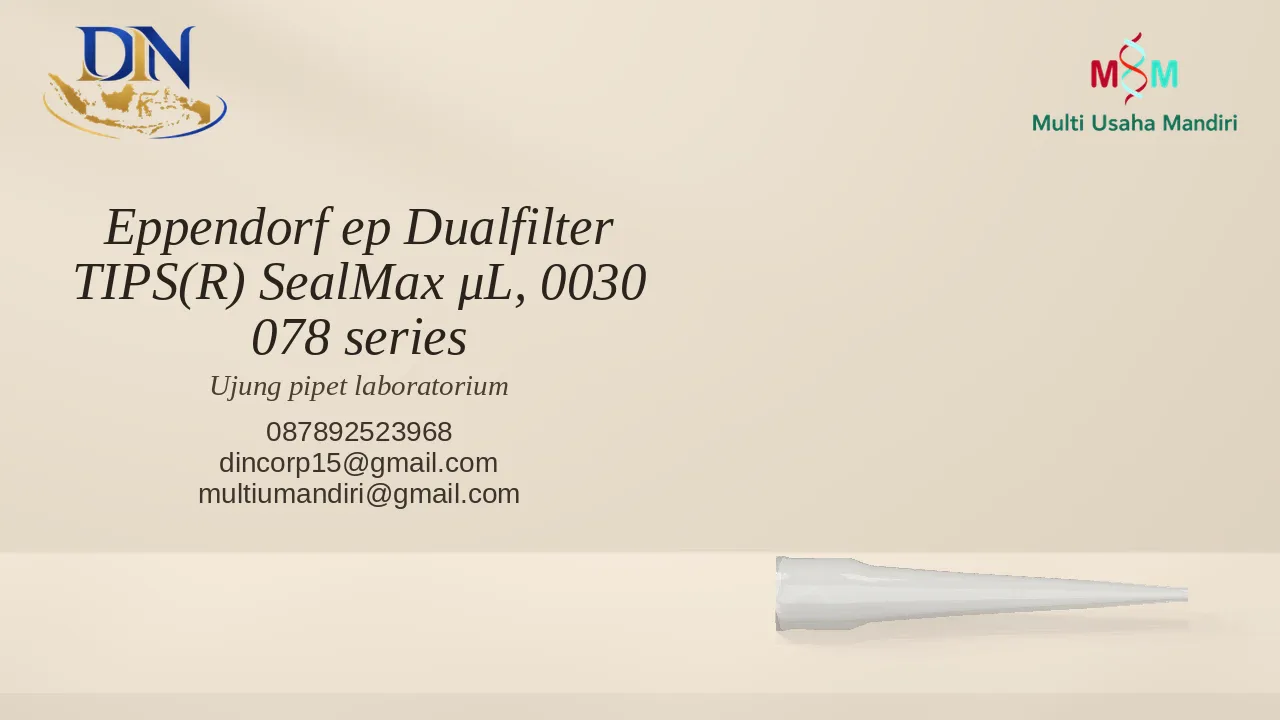 DIN
M M
Multi Usaha Mandiri
Eppendorf ep Dualfilter
TIPS(R) SealMax µL, 0030
078 series
Ujung pipet laboratorium
087892523968
dincorp15@gmail.com
multiumandiri@gmail.com